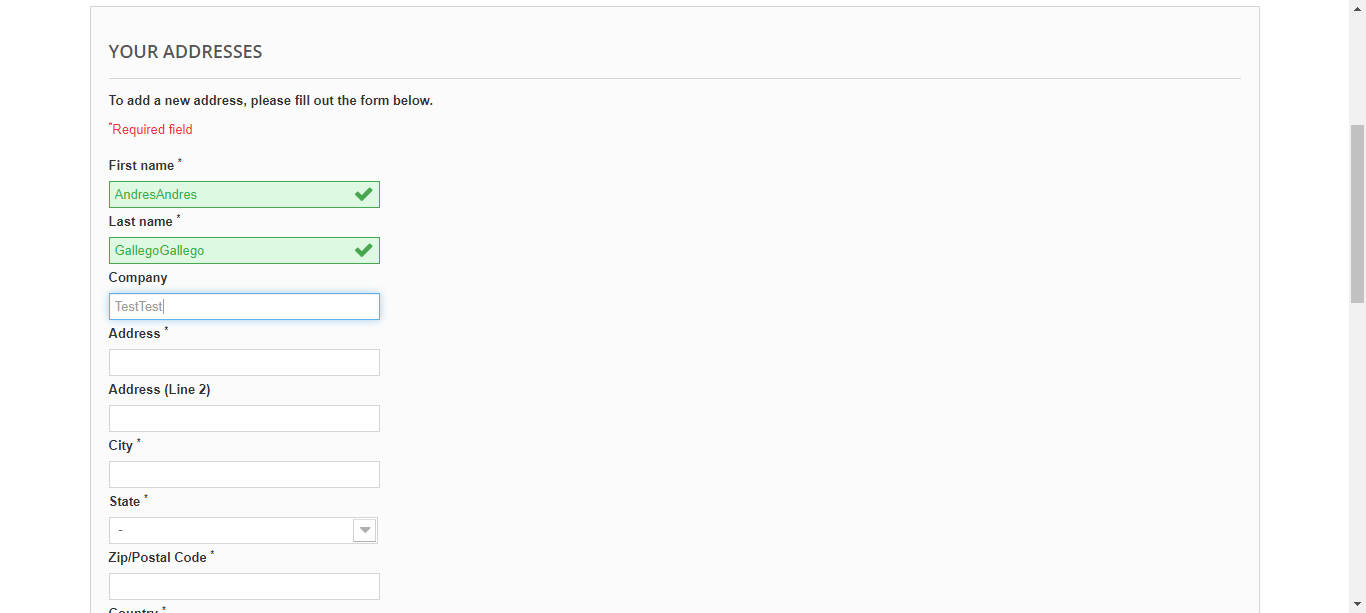 YOUR ADDRESSES
To add a new address, please fill out the form below.
*Required field
First name *
AndresAndres
Last name *
GallegoGallego
Company
TestTest
Address *
Address (Line 2)
City *
State *
-
Zip/Postal Code *
Country *